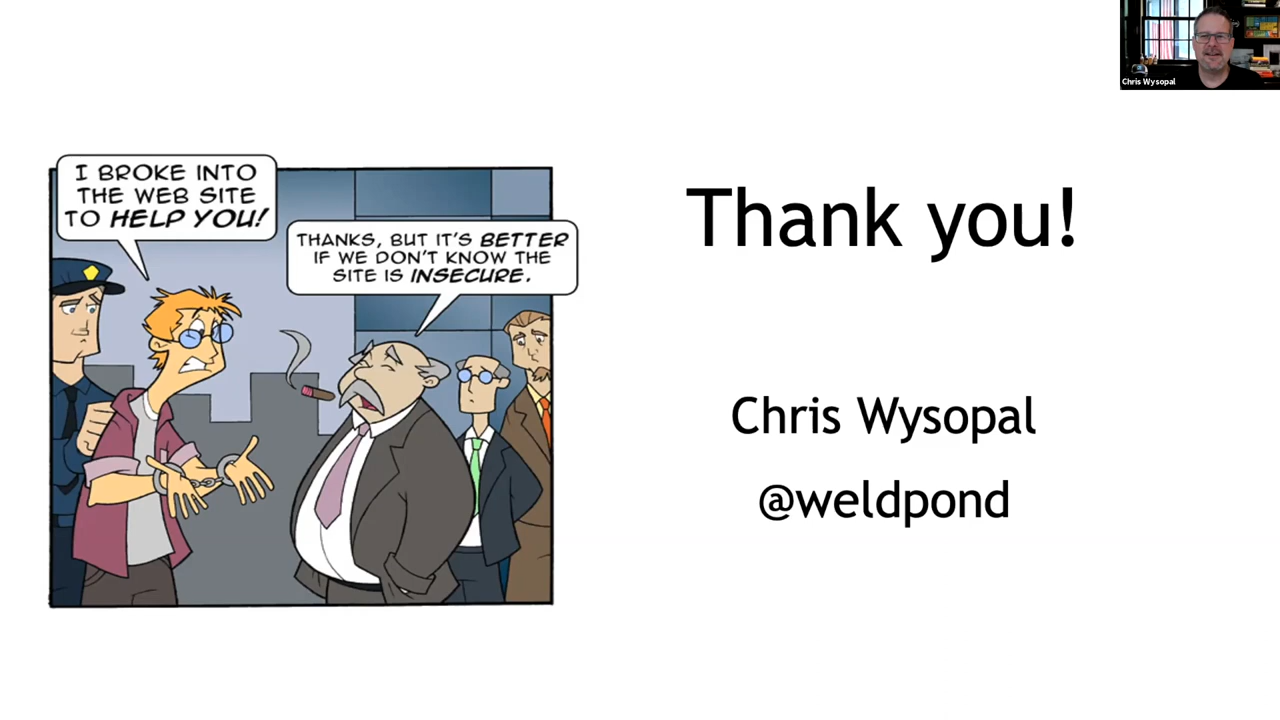 Chris Wysopal
I BROKE INTO
THE WEB SITE
TO HELP YOU!
THANKS, BUT IT'S BETTER
IF WE DON'T KNOW THE
SITE IS INSECURE.
Thank you!
Chris Wysopal
@weldpond